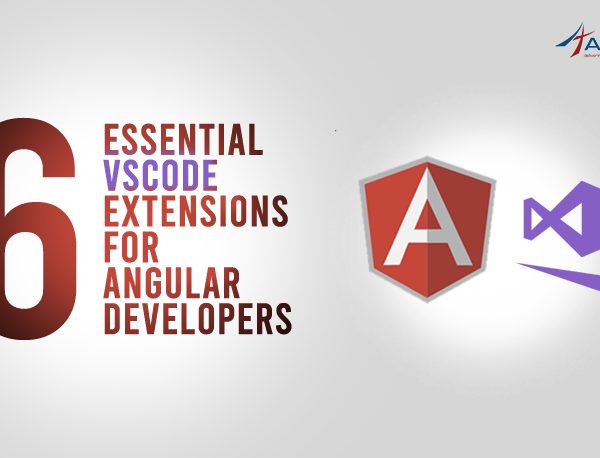 6
ESSENTIAL
VSCODE
EXTENSIONS
FOR
ANGULAR
DEVELOPERS
A